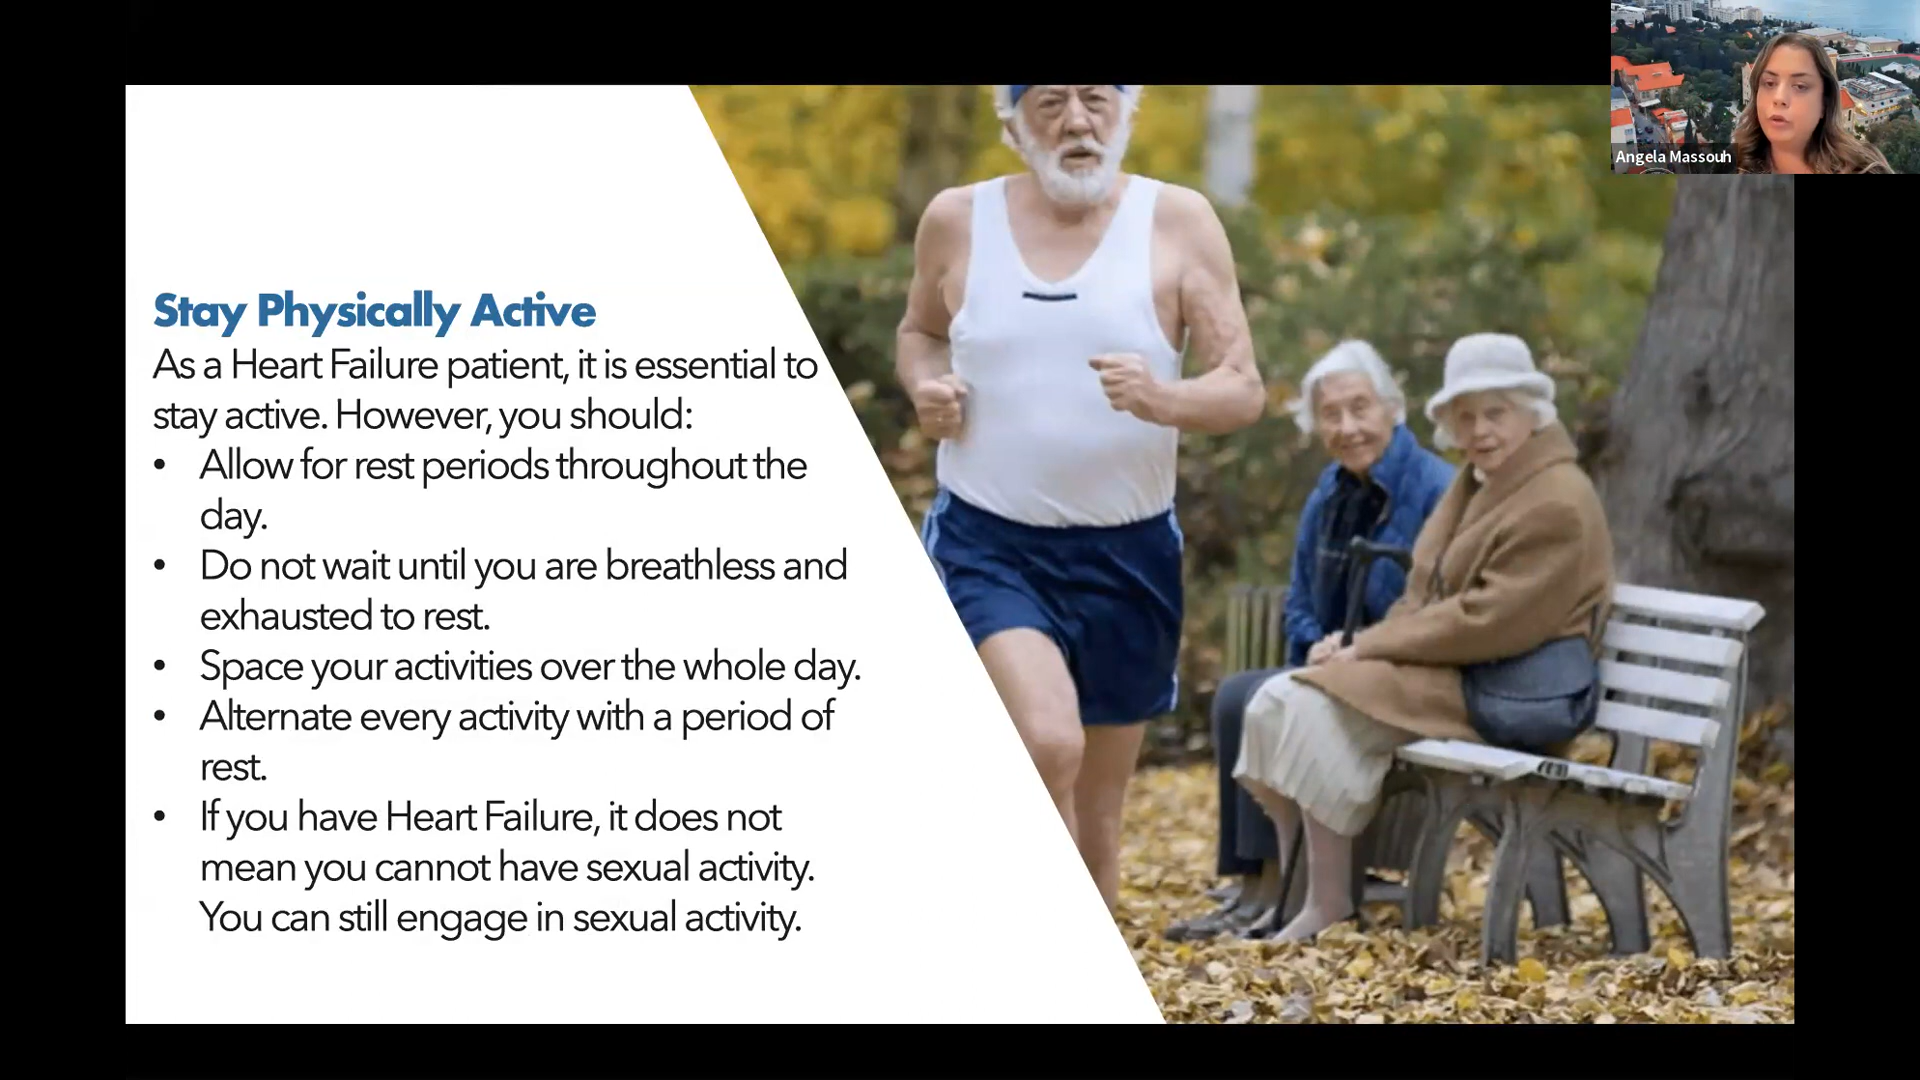 Angela Massouh
Stay Physically Active
As a Heart Failure patient, it is essential to
stay active. However, you should:
• Allow for rest periods throughout the
day.
• Do not wait until you are breathless and
exhausted to rest.
• Space your activities over the whole day.
• Alternate every activity with a period of
rest.
• If you have Heart Failure, it does not
mean you cannot have sexual activity.
You can still engage in sexual activity.